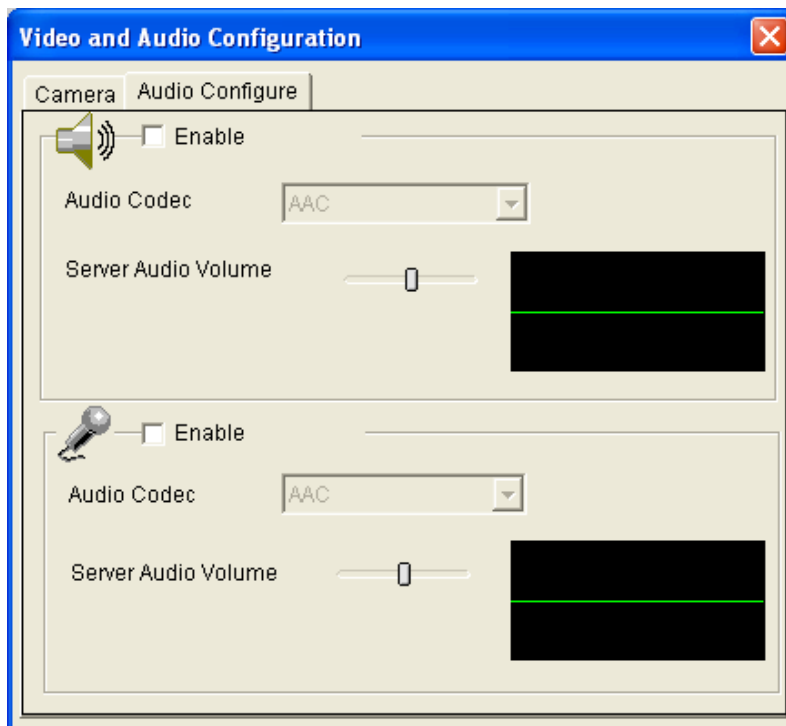 Video and Audio Configuration
Camera Audio Configure
Enable
Audio Codec AAC
Server Audio Volume
Enable
Audio Codec AAC
Server Audio Volume